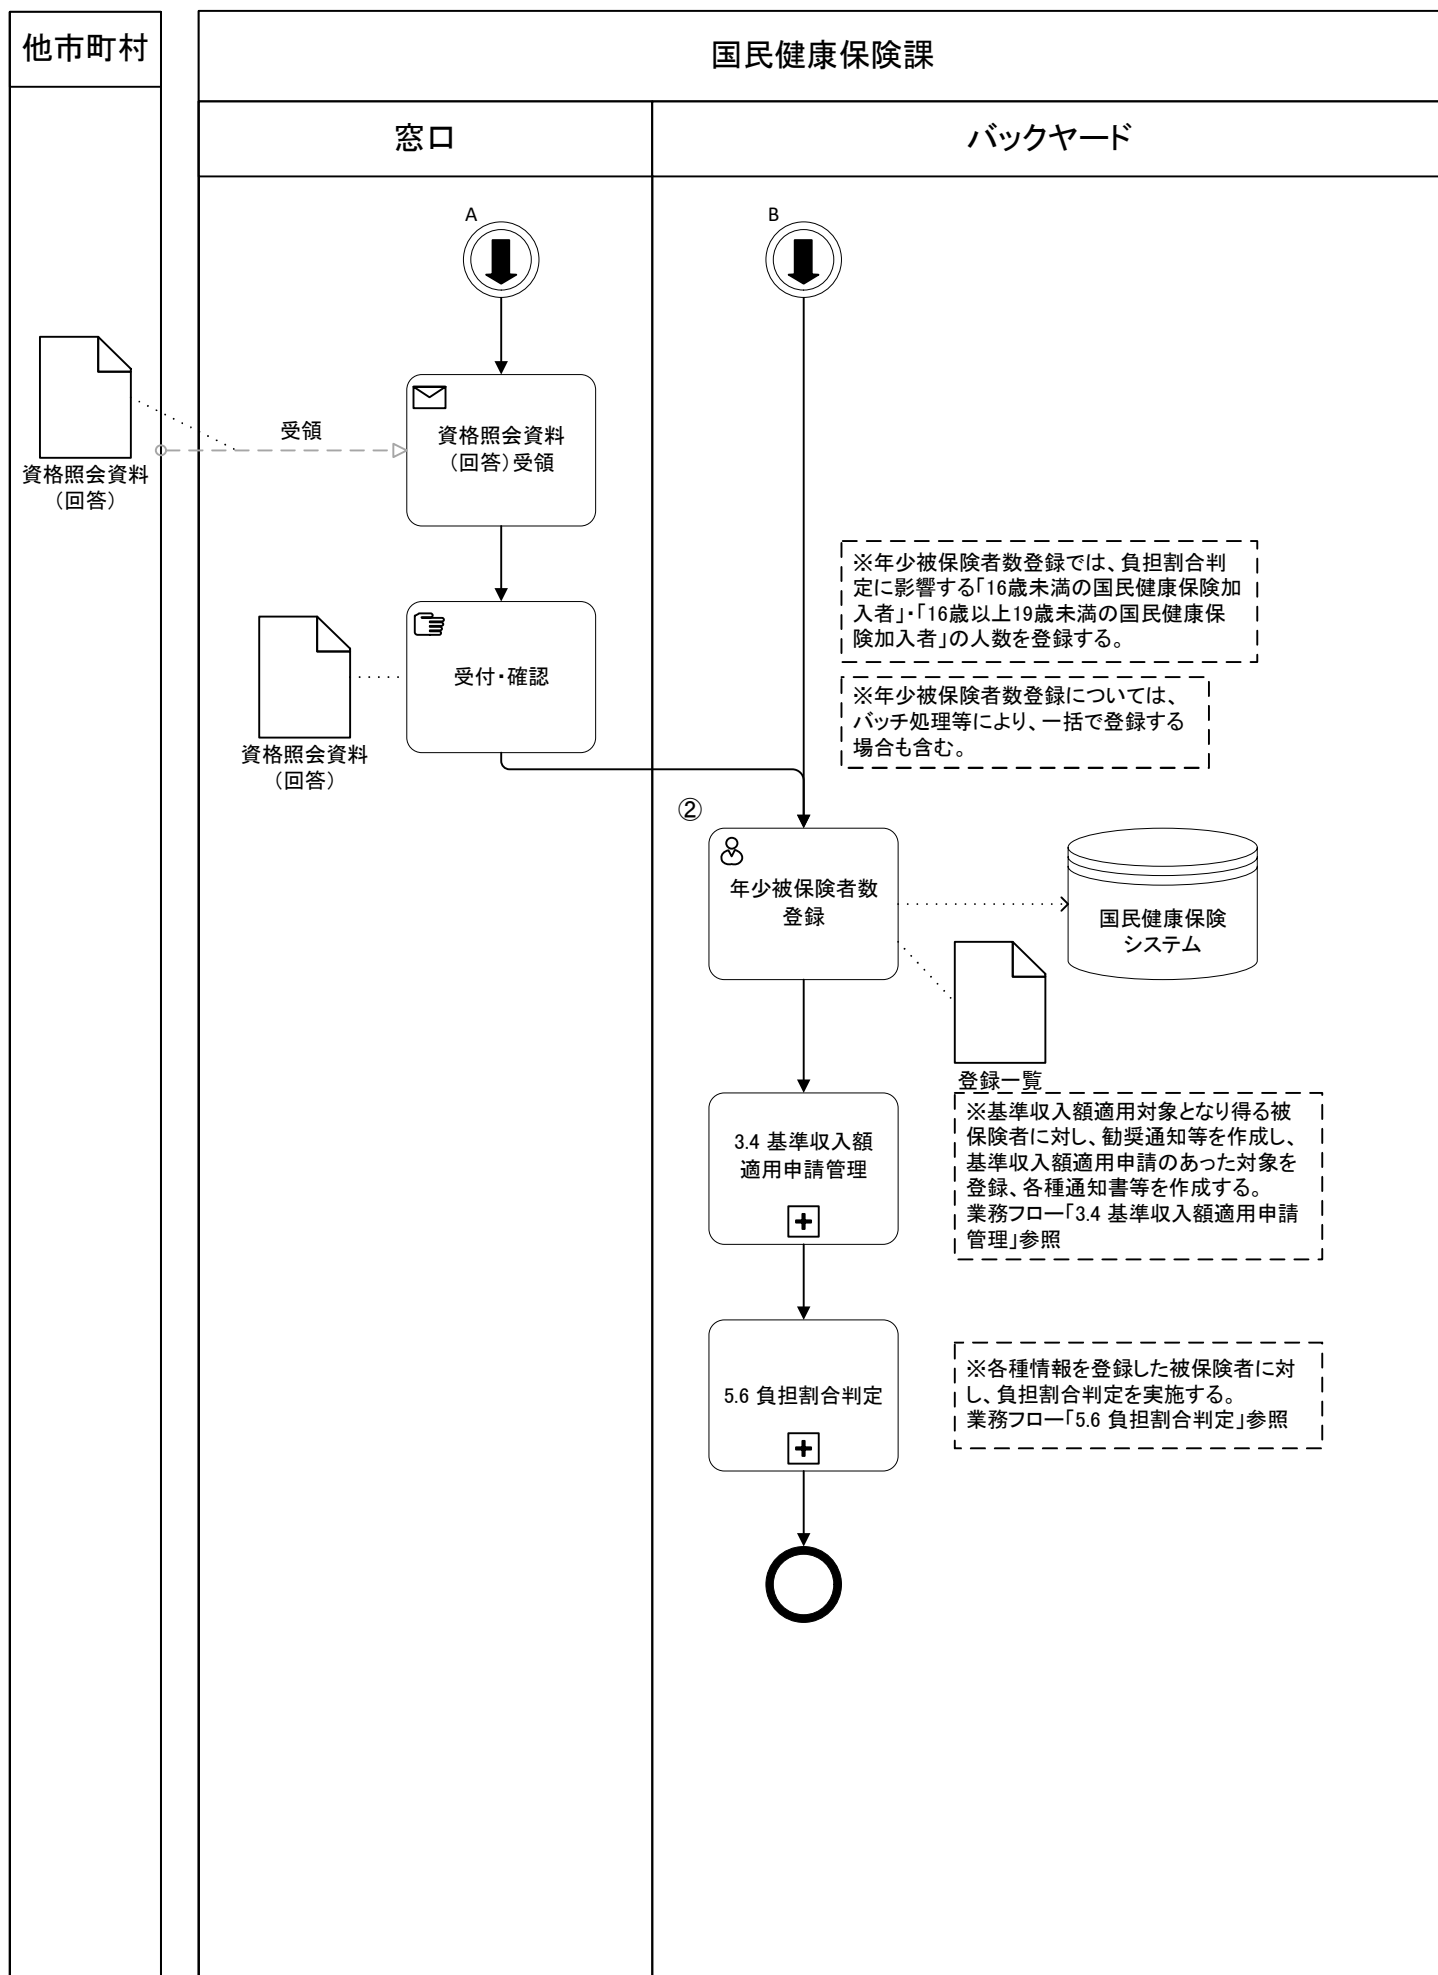 他市町村
国民健康保険課
窓口
バックヤード
A
B
受領
資格照会資料
（回答）
資格照会資料
（回答）受領
※年少被保険者数登録では、負担割合判
定に影響する「16歳未満の国民健康保険加
入者」・「16歳以上19歳未満の国民健康保
険加入者」の人数を登録する。
受付・確認
※年少被保険者数登録については、
バッチ処理等により、一括で登録する
場合も含む。
資格照会資料
（回答）
②
年少被保険者数
登録
国民健康保険
システム
登録一覧
3.4 基準収入額
適用申請管理
※基準収入額適用対象となり得る被
保険者に対し、勧奨通知等を作成し、
基準収入額適用申請のあった対象を
登録、各種通知書等を作成する。
業務フロー「3.4 基準収入額適用申請
管理」参照
5.6 負担割合判定
※各種情報を登録した被保険者に対
し、負担割合判定を実施する。
業務フロー「5.6 負担割合判定」参照